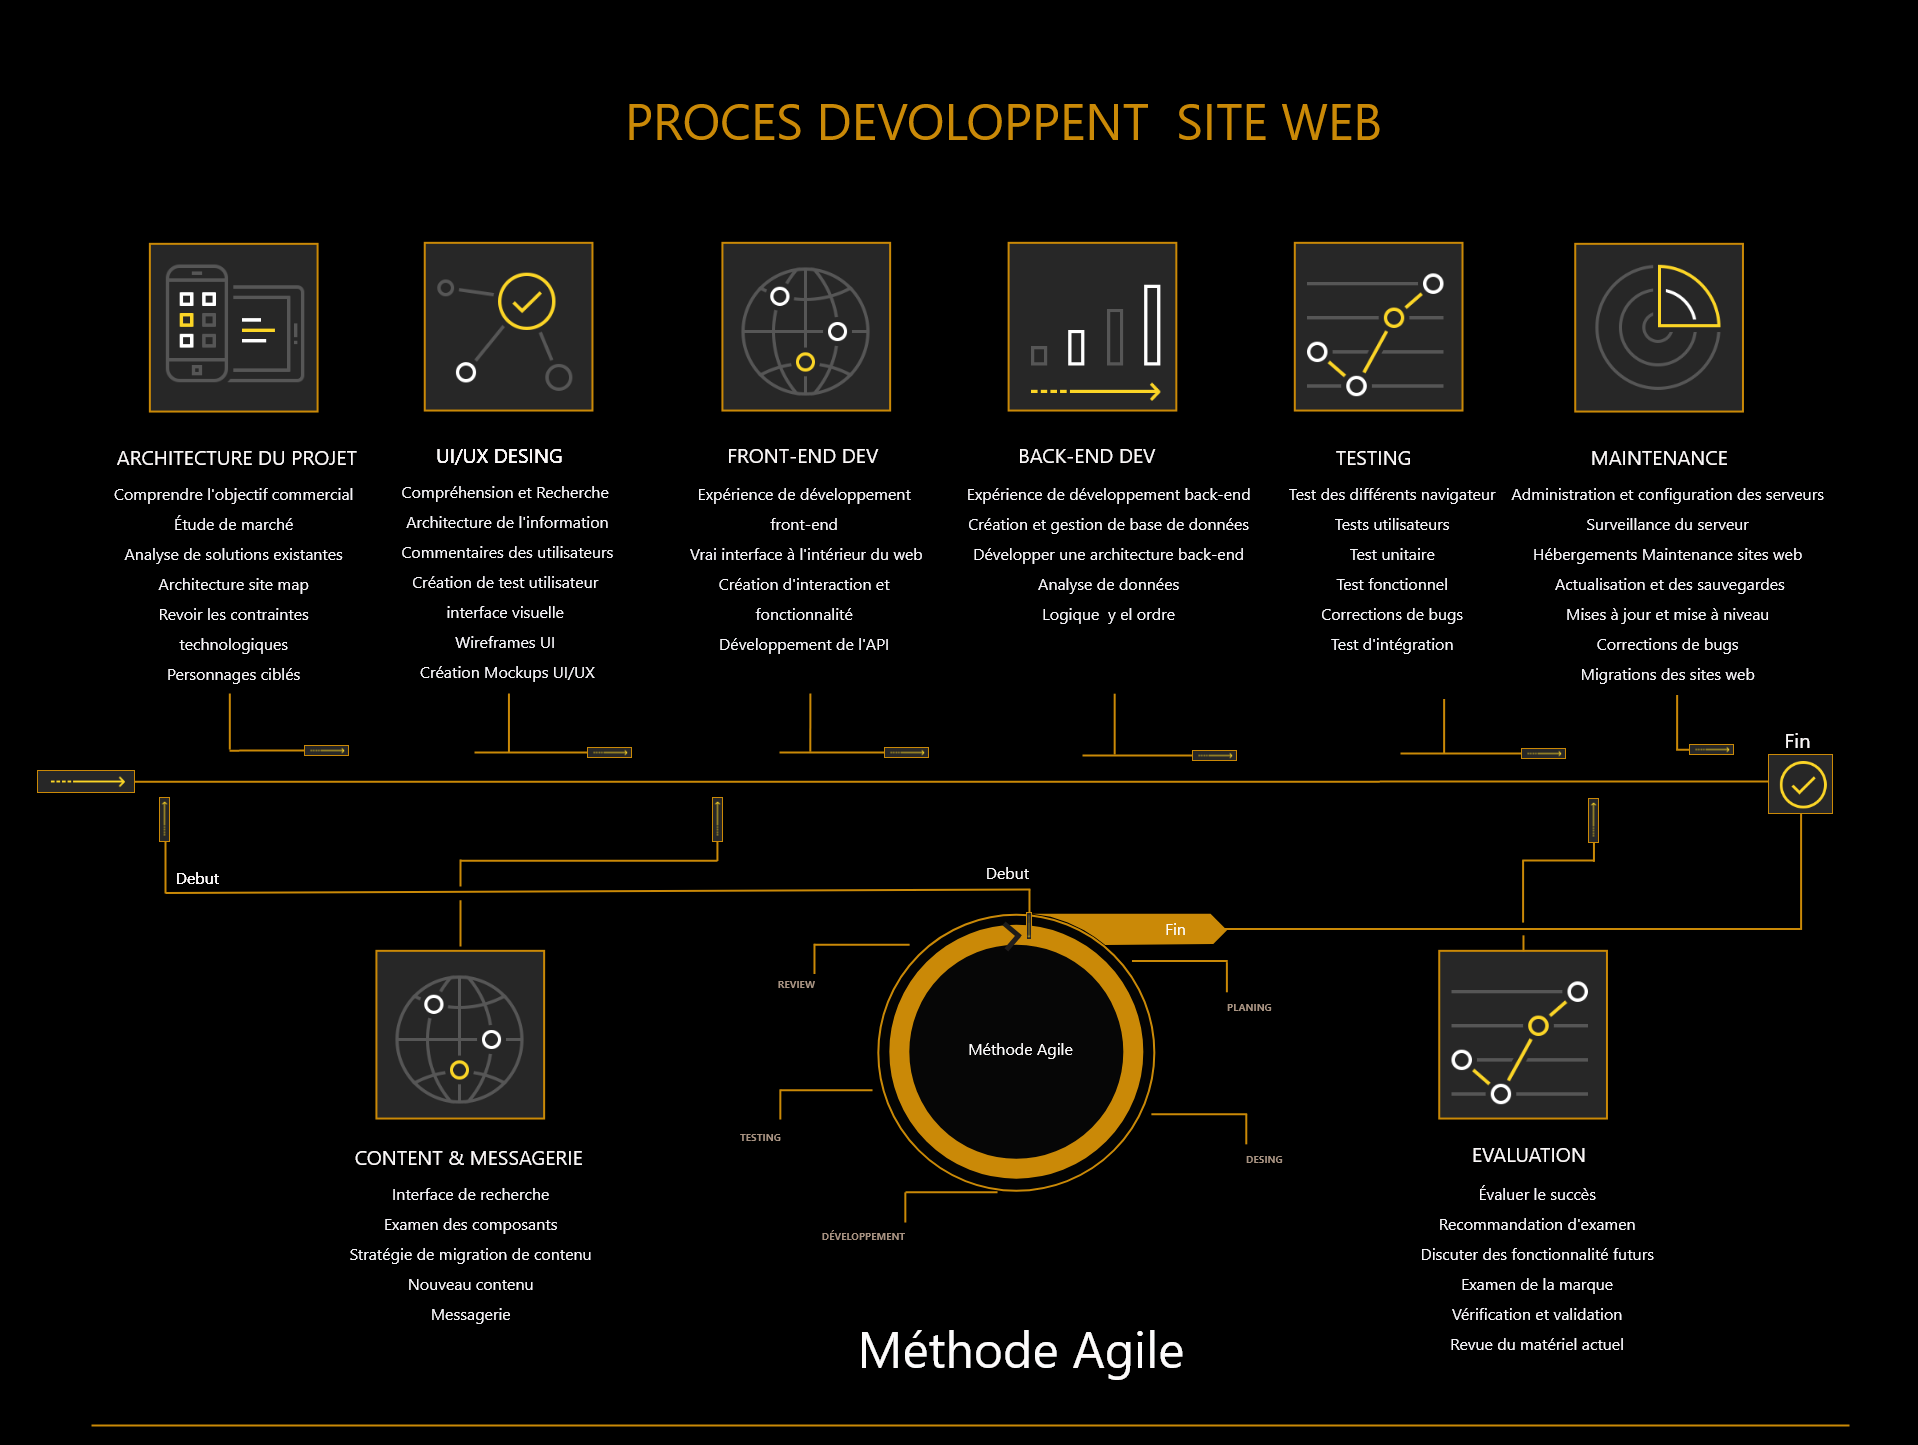 PROCES DEVOLOPPENT  SITE WEB
ARCHITECTURE DU PROJET
Comprendre l'objectif commercial
Étude de marché
Analyse de solutions existantes
Architecture site map
Revoir les contraintes
technologiques
Personnages ciblés
UI/UX DESING
Compréhension et Recherche
Architecture de l'information
Commentaires des utilisateurs
Création de test utilisateur
interface visuelle
Wireframes UI
Création Mockups UI/UX
FRONT-END DEV
Expérience de développement
front-end
Vrai interface à l'intérieur du web
Création d'interaction et
fonctionnalité
Développement de l'API
BACK-END DEV
Expérience de développement back-end
Création et gestion de base de données
Développer une architecture back-end
Analyse de données
Logique  y el ordre
TESTING
Test des différents navigateur
Tests utilisateurs
Test unitaire
Test fonctionnel
Corrections de bugs
Test d'intégration
MAINTENANCE
Administration et configuration des serveurs
Surveillance du serveur
Hébergements Maintenance sites web
Actualisation et des sauvegardes
Mises à jour et mise à niveau
Corrections de bugs
Migrations des sites web
Fin
Debut
Debut
Fin
REVIEW
PLANING
Méthode Agile
TESTING
DESING
DÉVELOPPEMENT
CONTENT & MESSAGERIE
Interface de recherche
Examen des composants
Stratégie de migration de contenu
Nouveau contenu
Messagerie
EVALUATION
Évaluer le succès
Recommandation d'examen
Discuter des fonctionnalité futurs
Examen de la marque
Vérification et validation
Revue du matériel actuel
Méthode Agile